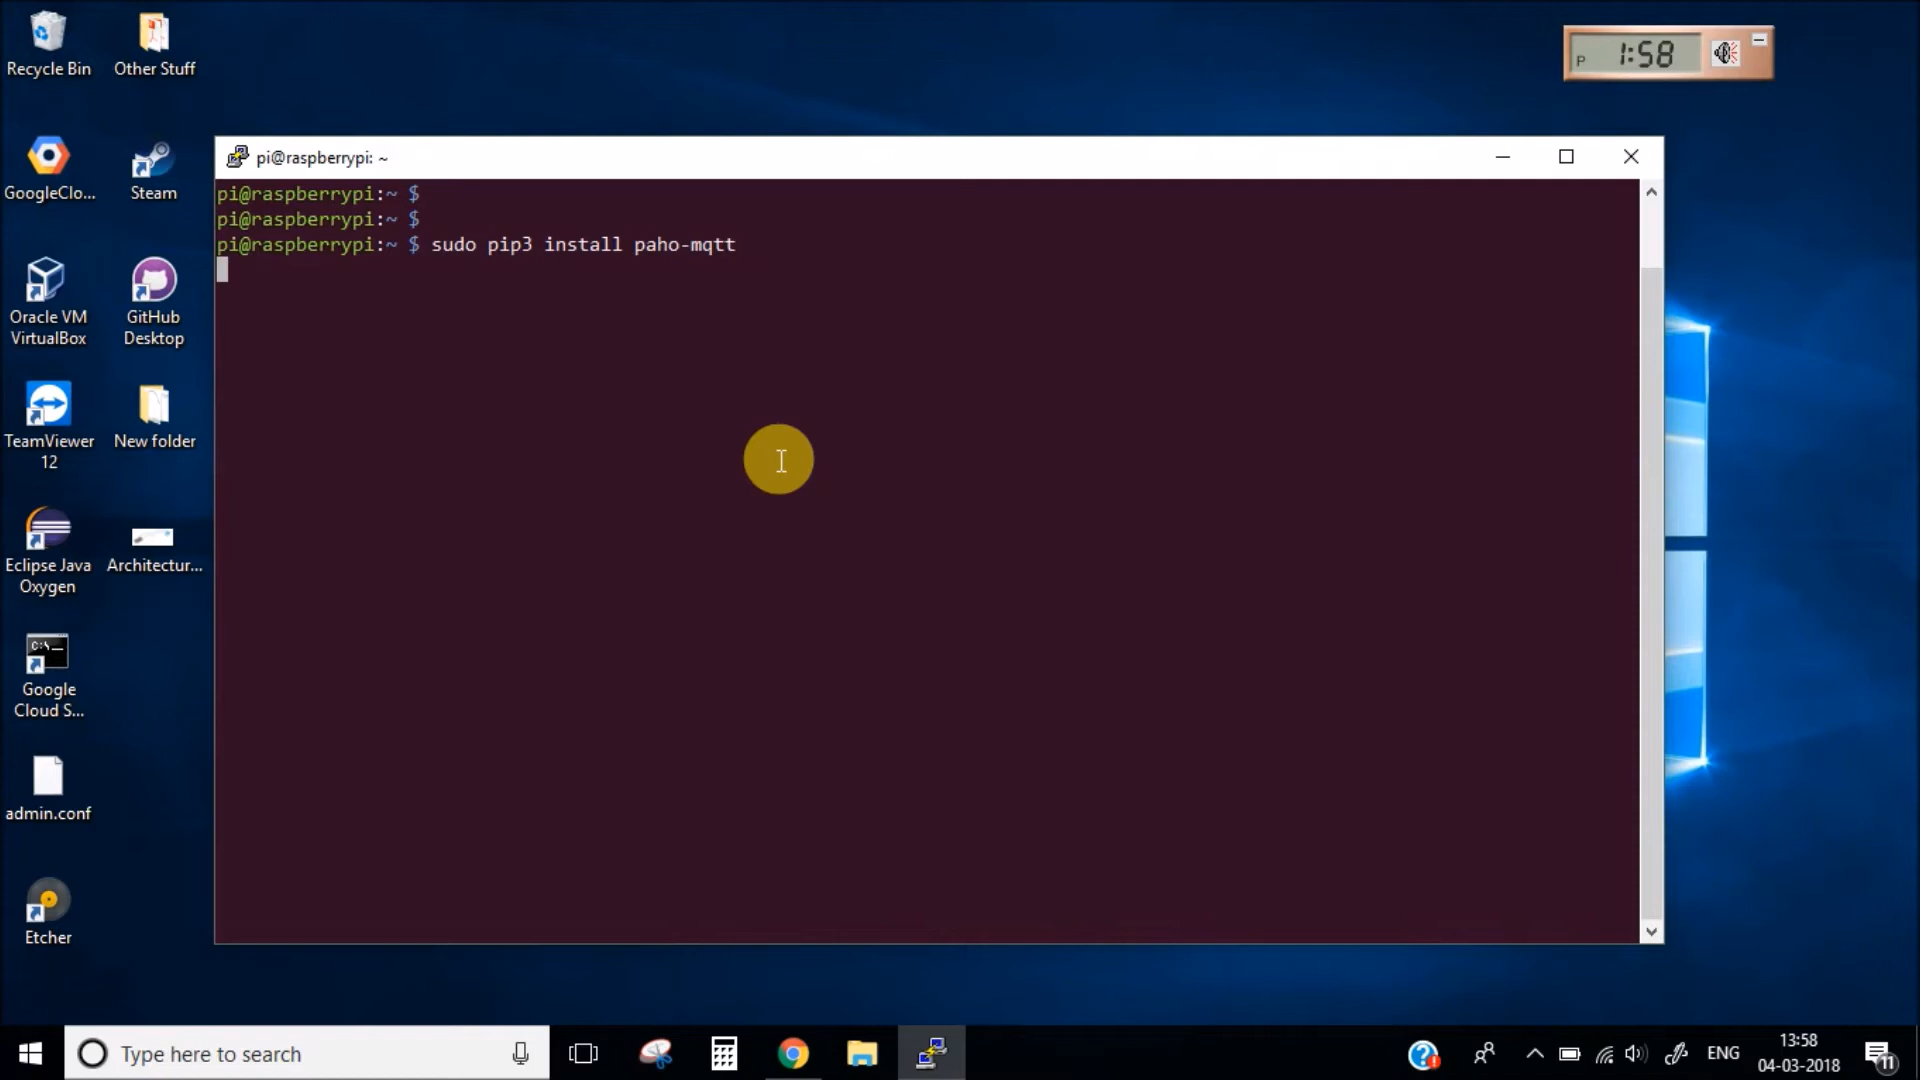 Recycle Bin
Other Stuff
P 1:58
GoogleClo...
Steam
Oracle VM
VirtualBox
GitHub
Desktop
TeamViewer
12
New folder
Eclipse Java
Oxygen
Architectur...
C:\_
Google
Cloud S...
admin.conf
Etcher
pi@raspberrypi: ~
pi@raspberrypi:~ $
pi@raspberrypi:~ $
pi@raspberrypi:~ $ sudo pip3 install paho-mqtt
Type here to search
ENG
13:58
04-03-2018
11